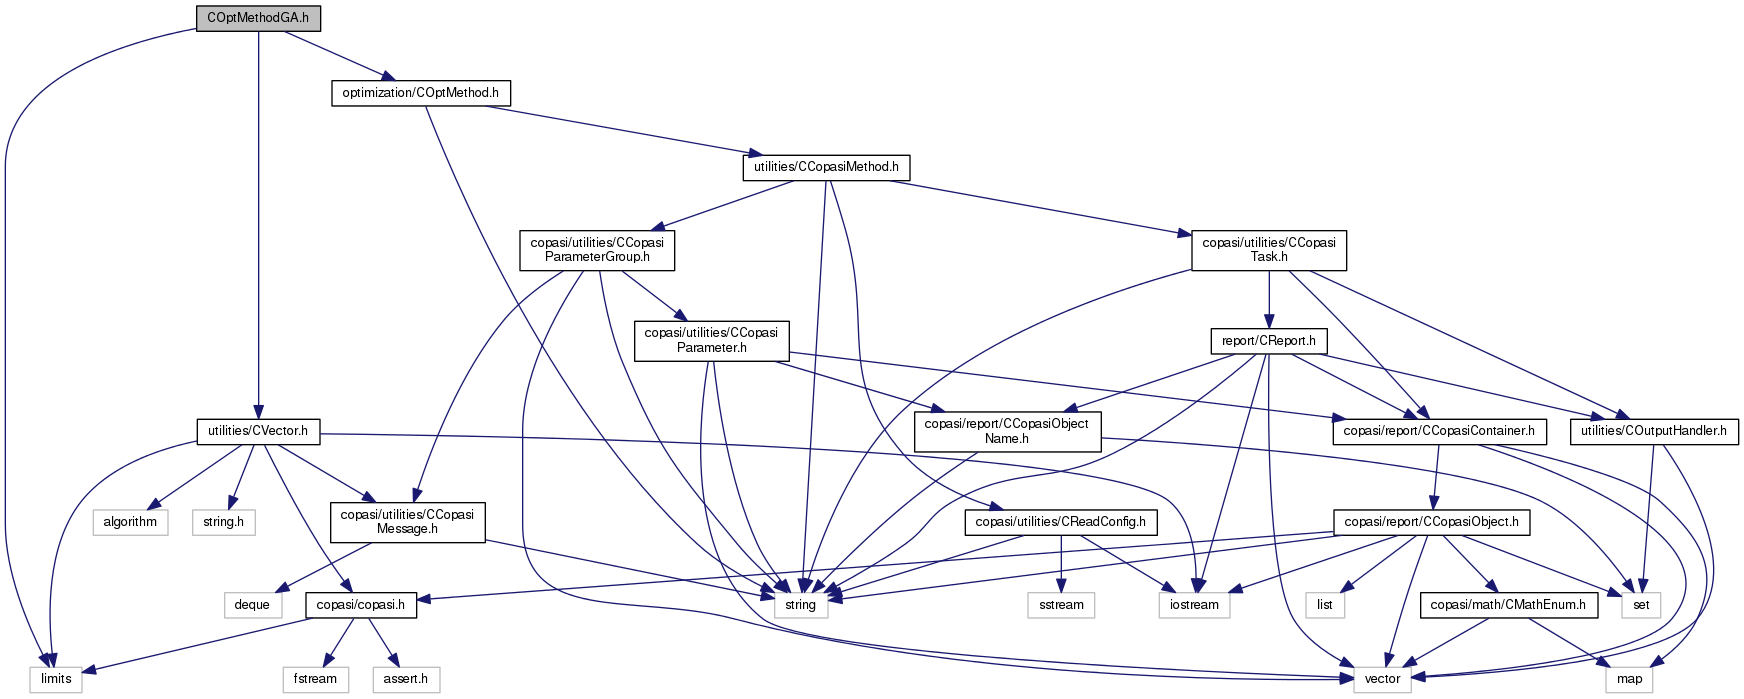 COptMethodGA.h
optimization/COptMethod.h
utilities/CCopasiMethod.h
copasi/utilities/CCopasi
ParameterGroup.h
copasi/utilities/CCopasi
Task.h
copasi/utilities/CCopasi
Parameter.h
report/CReport.h
utilities/CVector.h
copasi/report/CCopasiObject
Name.h
copasi/report/CCopasiContainer.h
utilities/COutputHandler.h
algorithm
string.h
copasi/utilities/CCopasi
Message.h
copasi/utilities/CReadConfig.h
copasi/report/CCopasiObject.h
deque
copasi/copasi.h
string
sstream
iostream
list
copasi/math/CMathEnum.h
set
limits
fstream
assert.h
vector
map